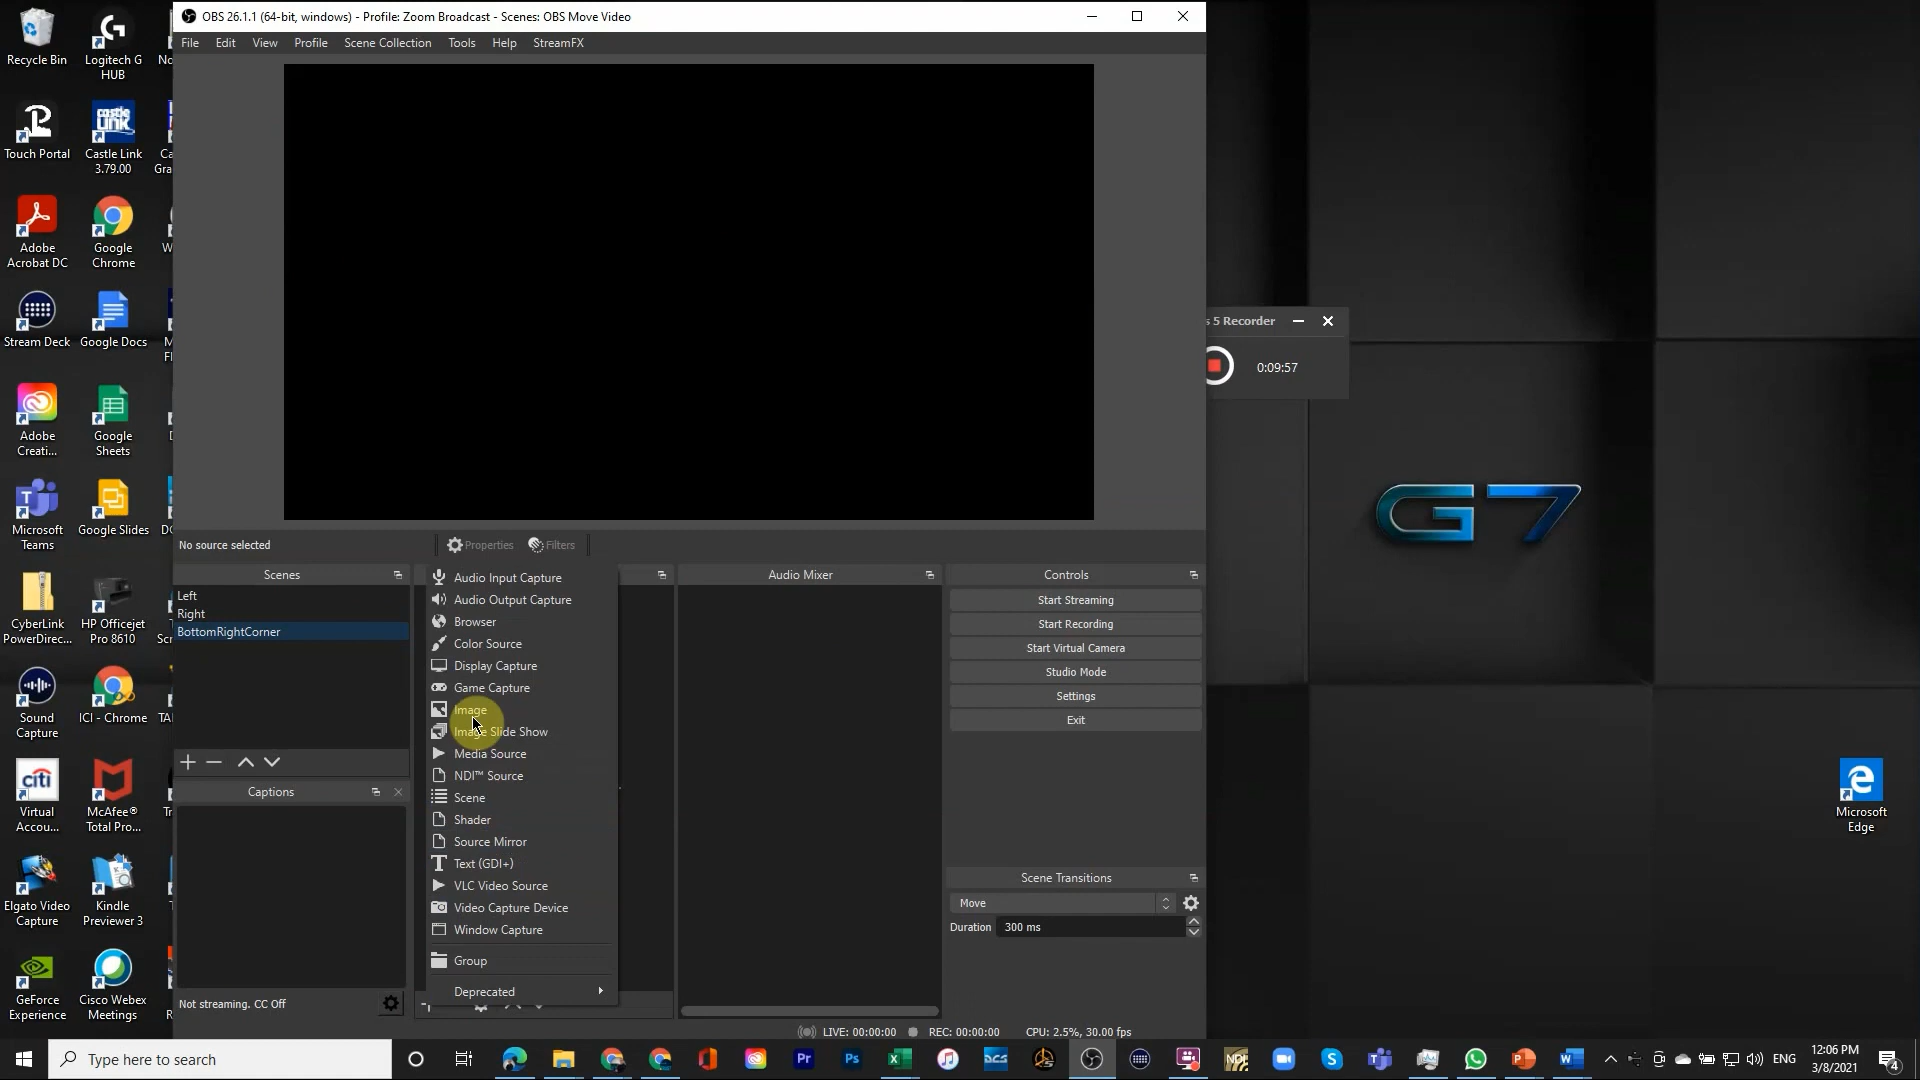 OBS 26.1.1 (64-bit, windows) - Profile: Zoom Broadcast - Scenes: OBS Move Video
File Edit View Profile Scene Collection Tools Help StreamFX
Recycle Bin
Logitech G HUB
Touch Portal
Castle Link 3.79.00
Adobe Acrobat DC
Google Chrome
Stream Deck
Google Docs
Adobe Creati...
Google Sheets
Microsoft Teams
Google Slides
CyberLink PowerDirec...
HP Officejet Pro 8610
Sound Capture
ICI - Chrome
citi
Virtual Accou...
McAfee® Total Pro...
Elgato Video Capture
Kindle Previewer 3
GeForce Experience
Cisco Webex Meetings
s 5 Recorder
0:09:57
G7
Microsoft Edge
No source selected
Properties
Filters
Scenes
Left
Right
BottomRightCorner
Captions
Not streaming. CC Off
Audio Input Capture
Audio Output Capture
Browser
Color Source
Display Capture
Game Capture
Image
Image Slide Show
Media Source
NDI™ Source
Scene
Shader
Source Mirror
Text (GDI+)
VLC Video Source
Video Capture Device
Window Capture
Group
Deprecated
Audio Mixer
Controls
Start Streaming
Start Recording
Start Virtual Camera
Studio Mode
Settings
Exit
Scene Transitions
Move
Duration 300 ms
LIVE: 00:00:00 REC: 00:00:00 CPU: 2.5%, 30.00 fps
Type here to search
Pr
Ps
DCS
NDI
ENG
12:06 PM
3/8/2021
4